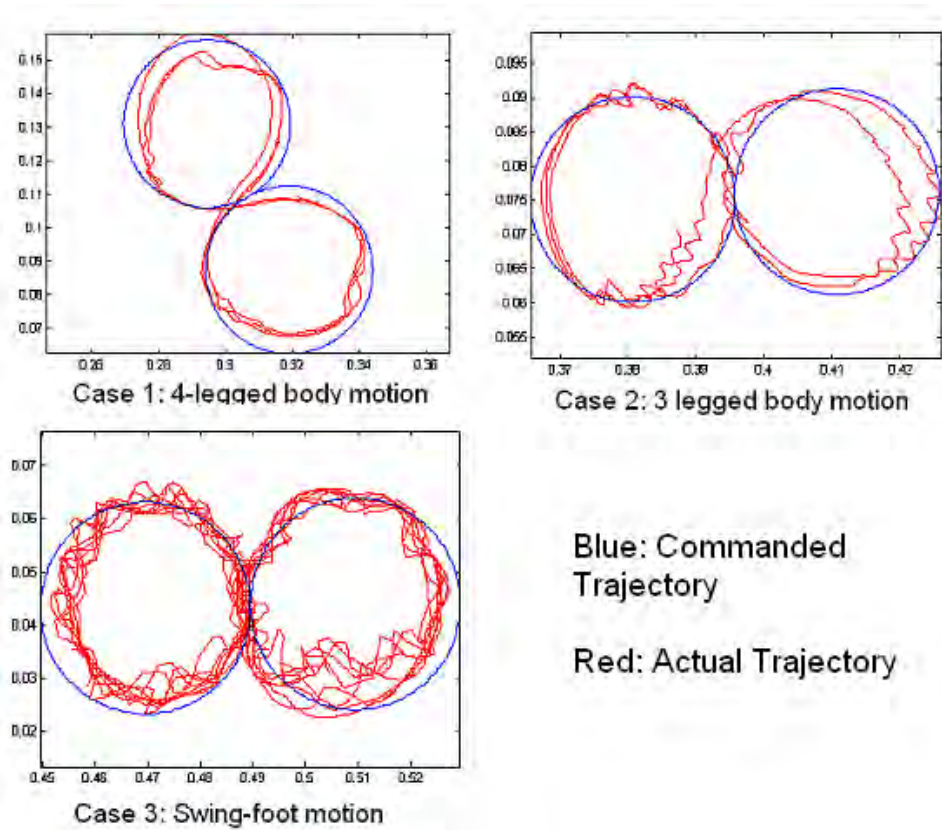 0.15
0.14
0.13
0.12
0.11
0.1
0.09
0.08
0.07
0.26 0.28 0.3 0.32 0.34 0.36
Case 1: 4-legged body motion
0.095
0.09
0.085
0.08
0.075
0.07
0.065
0.06
0.055
0.37 0.38 0.39 0.4 0.41 0.42
Case 2: 3 legged body motion
0.07
0.06
0.05
0.04
0.03
0.02
0.45 0.46 0.47 0.48 0.49 0.5 0.51 0.52
Case 3: Swing-foot motion
Blue: Commanded
Trajectory
Red: Actual Trajectory